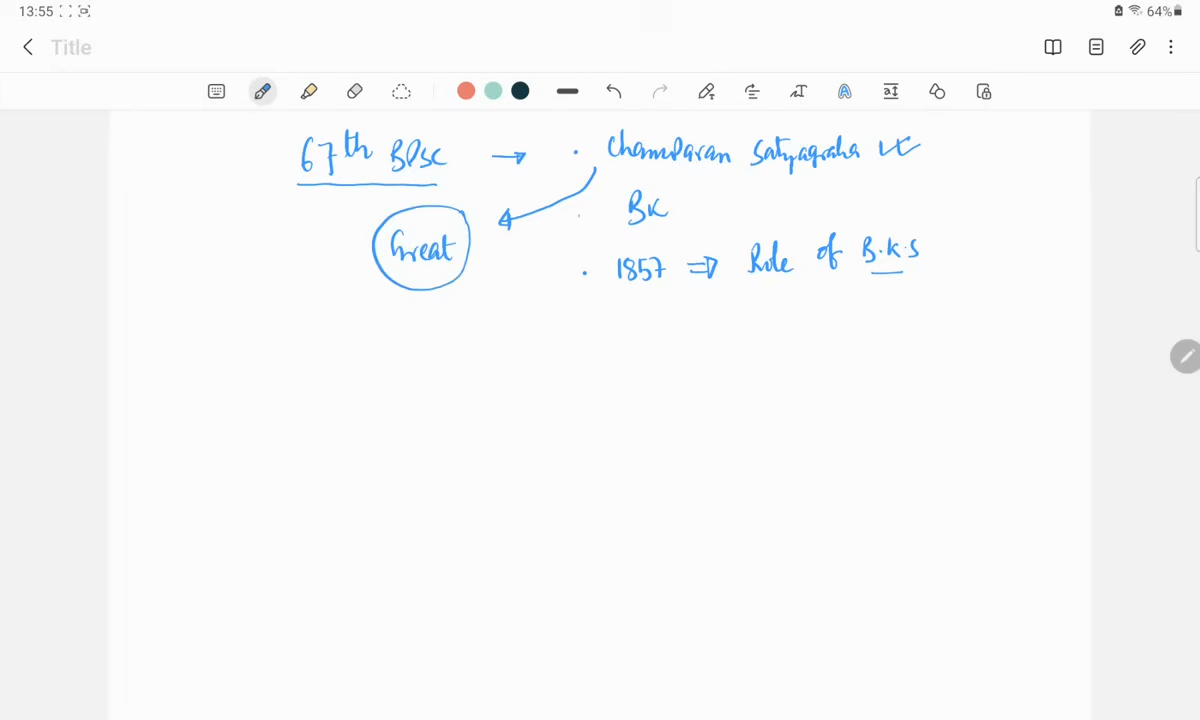 13:55 64%
Title
67th BPSC → · Champaran Satyagraha
BK
Great
· 1857 ⇒ Role of B.K.S